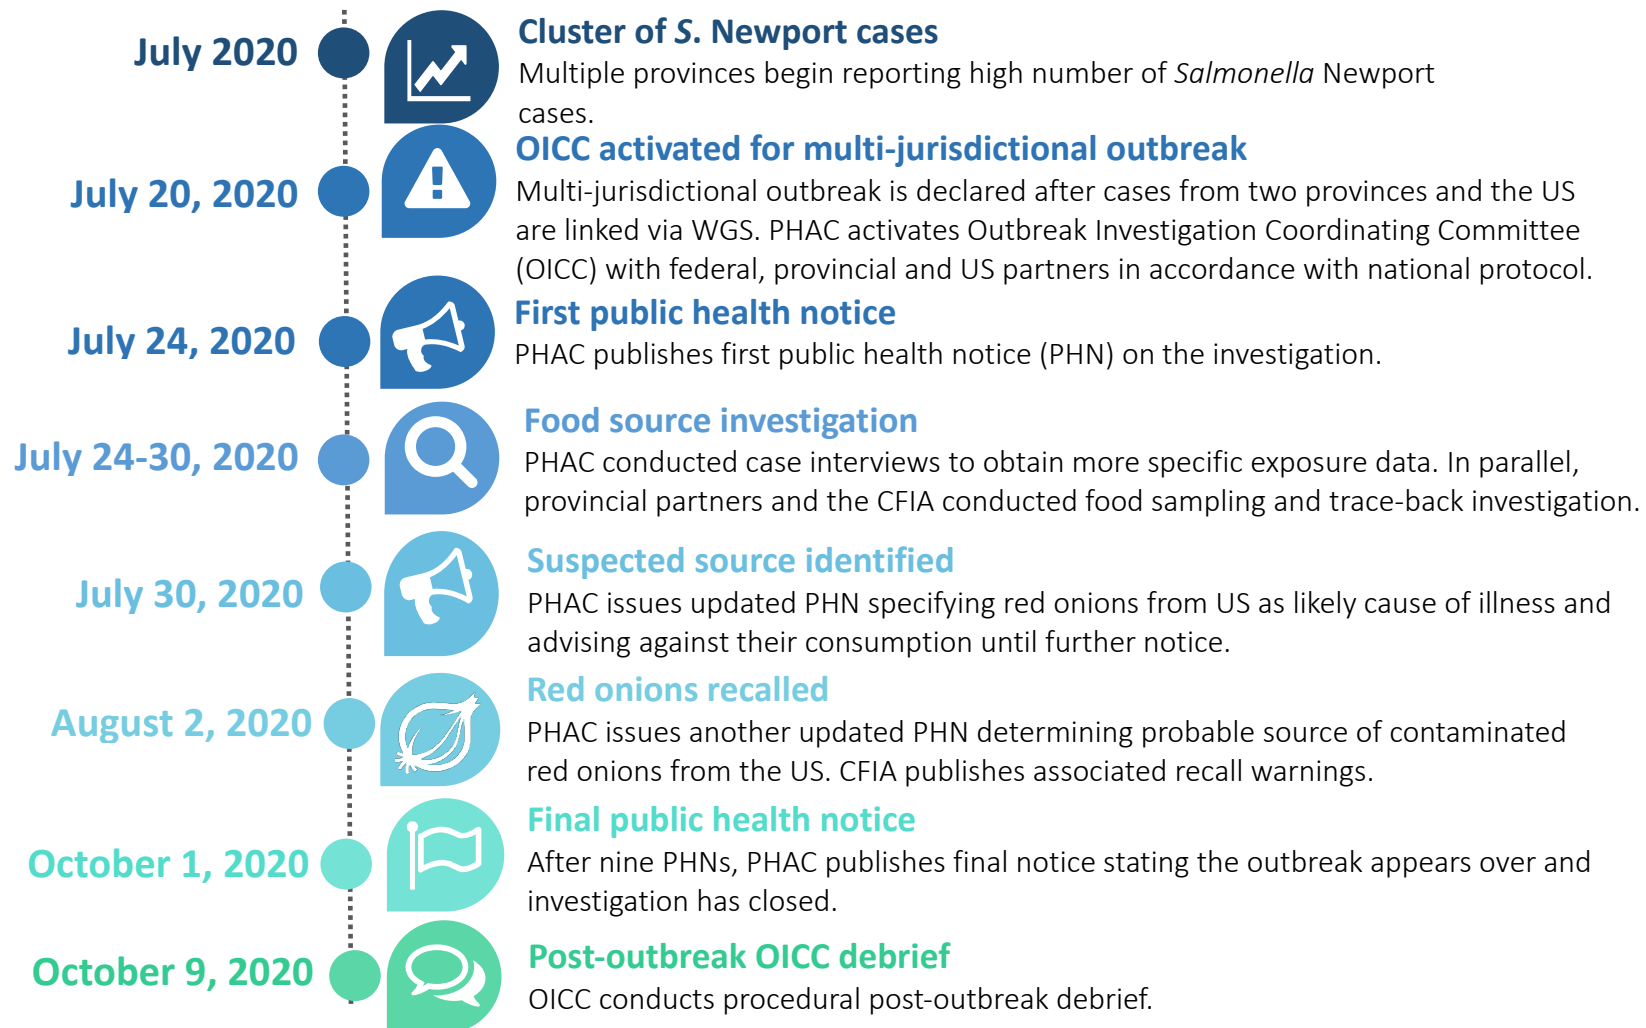 July 2020
Cluster of S. Newport cases
Multiple provinces begin reporting high number of Salmonella Newport
cases.
July 20, 2020
OICC activated for multi-jurisdictional outbreak
Multi-jurisdictional outbreak is declared after cases from two provinces and the US
are linked via WGS. PHAC activates Outbreak Investigation Coordinating Committee
(OICC) with federal, provincial and US partners in accordance with national protocol.
July 24, 2020
First public health notice
PHAC publishes first public health notice (PHN) on the investigation.
July 24-30, 2020
Food source investigation
PHAC conducted case interviews to obtain more specific exposure data. In parallel,
provincial partners and the CFIA conducted food sampling and trace-back investigation.
July 30, 2020
Suspected source identified
PHAC issues updated PHN specifying red onions from US as likely cause of illness and
advising against their consumption until further notice.
August 2, 2020
Red onions recalled
PHAC issues another updated PHN determining probable source of contaminated
red onions from the US. CFIA publishes associated recall warnings.
October 1, 2020
Final public health notice
After nine PHNs, PHAC publishes final notice stating the outbreak appears over and
investigation has closed.
October 9, 2020
Post-outbreak OICC debrief
OICC conducts procedural post-outbreak debrief.